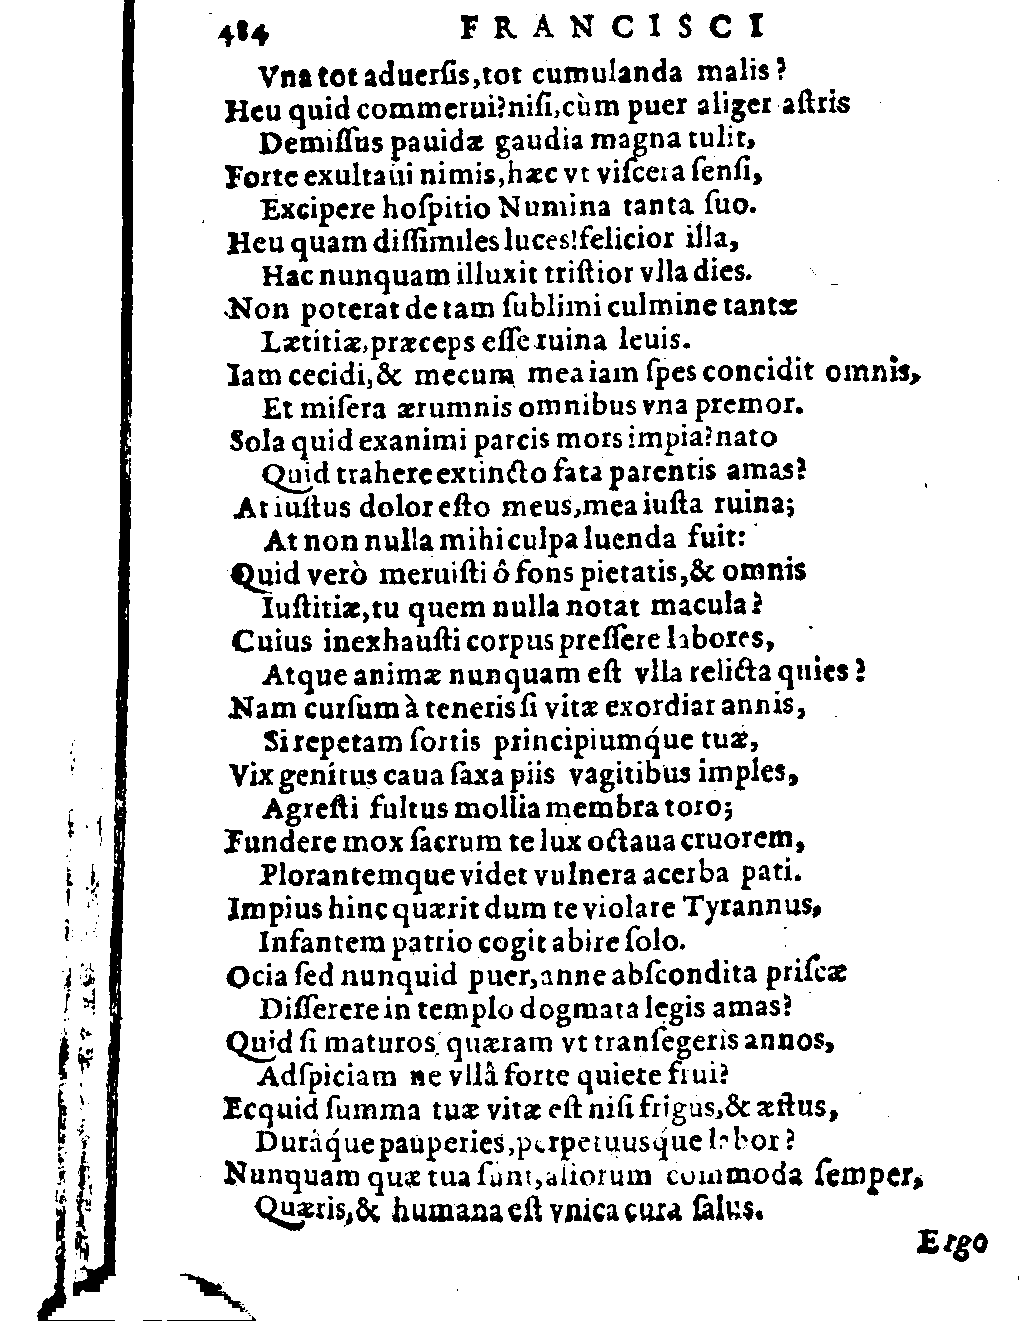 484 FRANCISCI
Vna tot aduerſis, tot cumulanda malis?
Heu quid commerui? niſi, cùm puer aliger aſtris
Demiſſus pauidæ gaudia magna tulit,
Forte exultaui nimis, hæc vt viſcera ſenſi,
Excipere hoſpitio Numina tanta ſuo.
Heu quam diſſimiles luces! felicior illa,
Hac nunquam illuxit triſtior vlla dies.
Non poterat de tam ſublimi culmine tantæ
Lætitiæ, præceps eſſe ruina leuis.
Iam cecidi, & mecum mea iam ſpes concidit omnis,
Et miſera ærumnis omnibus vna premor.
Sola quid exanimi parcis mors impia? nato
Quid trahere extincto fata parentis amas?
At iuſtus dolor eſto meus, mea iuſta ruina;
At non nulla mihi culpa luenda fuit:
Quid verò meruiſti ô fons pietatis, & omnis
Iuſtitiæ, tu quem nulla notat macula?
Cuius inexhauſti corpus preſſere labores,
Atque animæ nunquam eſt vlla relicta quies?
Nam curſum à teneris ſi vitæ exordiar annis,
Si repetam ſortis principiumq́ue tuæ,
Vix genitus caua ſaxa piis vagitibus imples,
Agreſti fultus mollia membra toro;
Fundere mox ſacrum te lux octaua cruorem,
Plorantemque videt vulnera acerba pati.
Impius hinc quærit dum te violare Tyrannus,
Infantem patrio cogit abire ſolo.
Ocia ſed nunquid puer, anne abſcondita priſcæ
Diſſerere in templo dogmata legis amas?
Quid ſi maturos quæram vt tranſegeris annos,
Adſpiciam ne vllâ forte quiete frui?
Ecquid ſumma tuæ vitæ eſt niſi frigus, & æſtus,
Duraq́ue pauperies, perpetuusq́ue labor?
Nunquam quæ tua ſunt, aliorum commoda ſemper,
Quæris, & humana eſt vnica cura ſalus.
Ergo